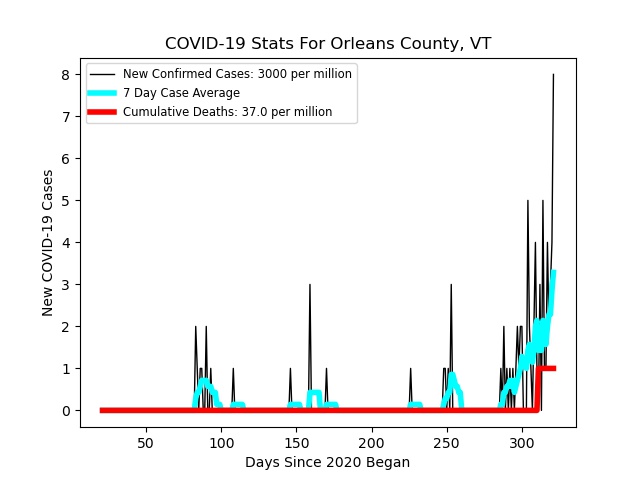 COVID-19 Stats For Orleans County, VT
New Confirmed Cases: 3000 per million
7 Day Case Average
Cumulative Deaths: 37.0 per million
New COVID-19 Cases
8
7
6
5
4
3
2
1
0
50 100 150 200 250 300
Days Since 2020 Began